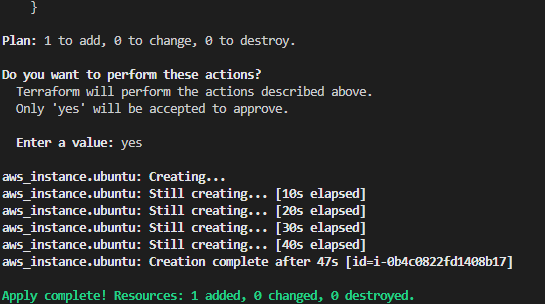 }
Plan: 1 to add, 0 to change, 0 to destroy.
Do you want to perform these actions?
Terraform will perform the actions described above.
Only 'yes' will be accepted to approve.
Enter a value: yes
aws_instance.ubuntu: Creating...
aws_instance.ubuntu: Still creating... [10s elapsed]
aws_instance.ubuntu: Still creating... [20s elapsed]
aws_instance.ubuntu: Still creating... [30s elapsed]
aws_instance.ubuntu: Still creating... [40s elapsed]
aws_instance.ubuntu: Creation complete after 47s [id=i-0b4c0822fd1408b17]
Apply complete! Resources: 1 added, 0 changed, 0 destroyed.